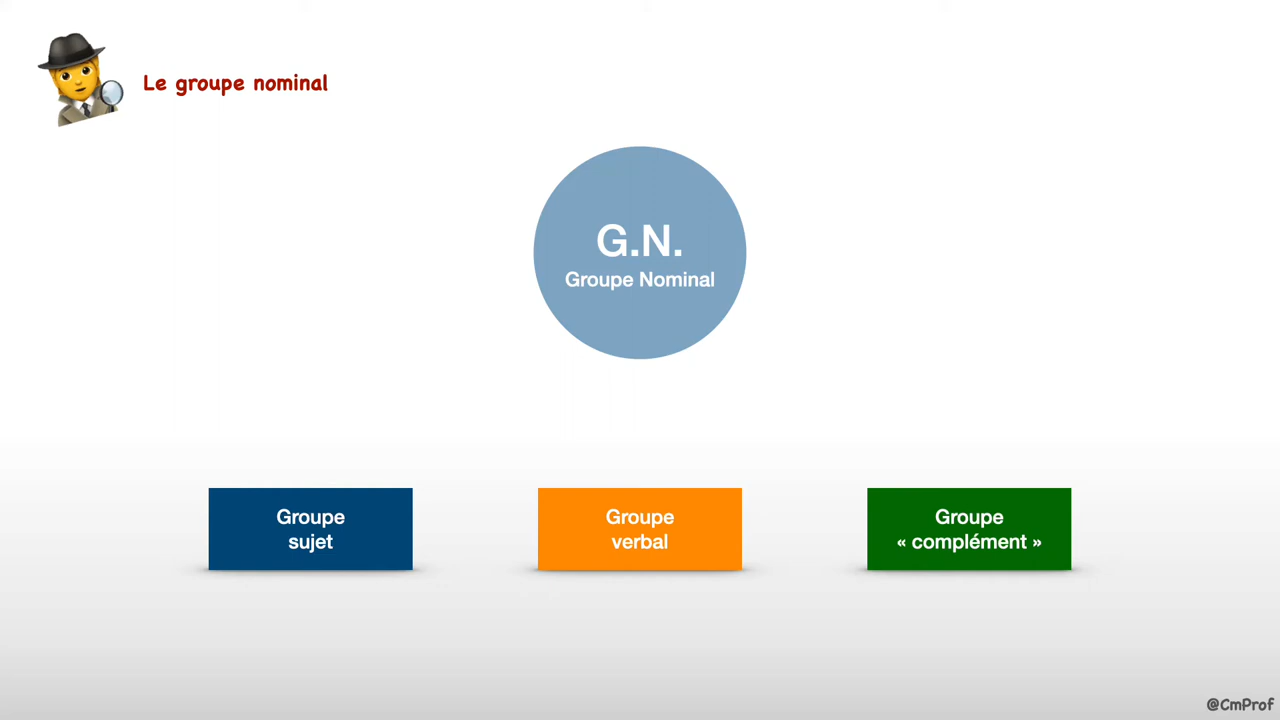 Le groupe nominal
G.N.
Groupe Nominal
Groupe
sujet
Groupe
verbal
Groupe
« complément »
@CmProf